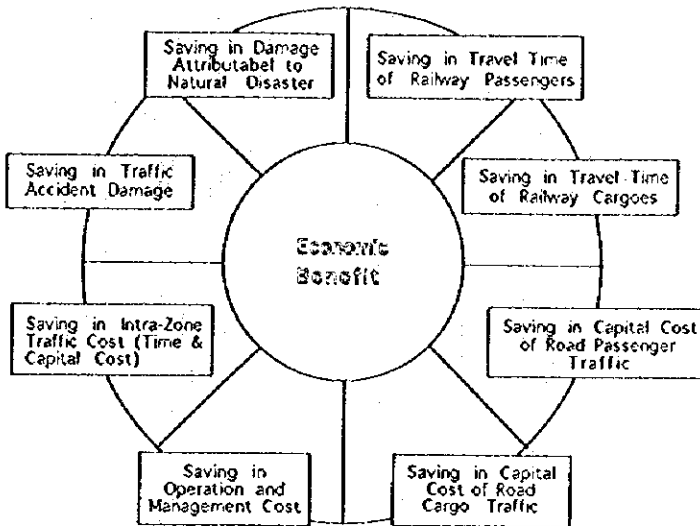 Saving in Damage
Attributabel to
Natural Disaster
Saving in Travel Time
of Railway Passengers
Saving in Traffic
Accident Damage
Saving in Travel Time
of Railway Cargoes
Economic
Benefit
Saving in Intra-Zone
Traffic Cost (Time &
Capital Cost)
Saving in Capital Cost
of Road Passenger
Traffic
Saving in
Operation and
Management Cost
Saving in Capital
Cost of Road
Cargo Traffic